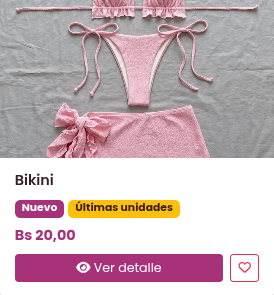 Bikini
Nuevo Últimas unidades
Bs 20,00
Ver detalle